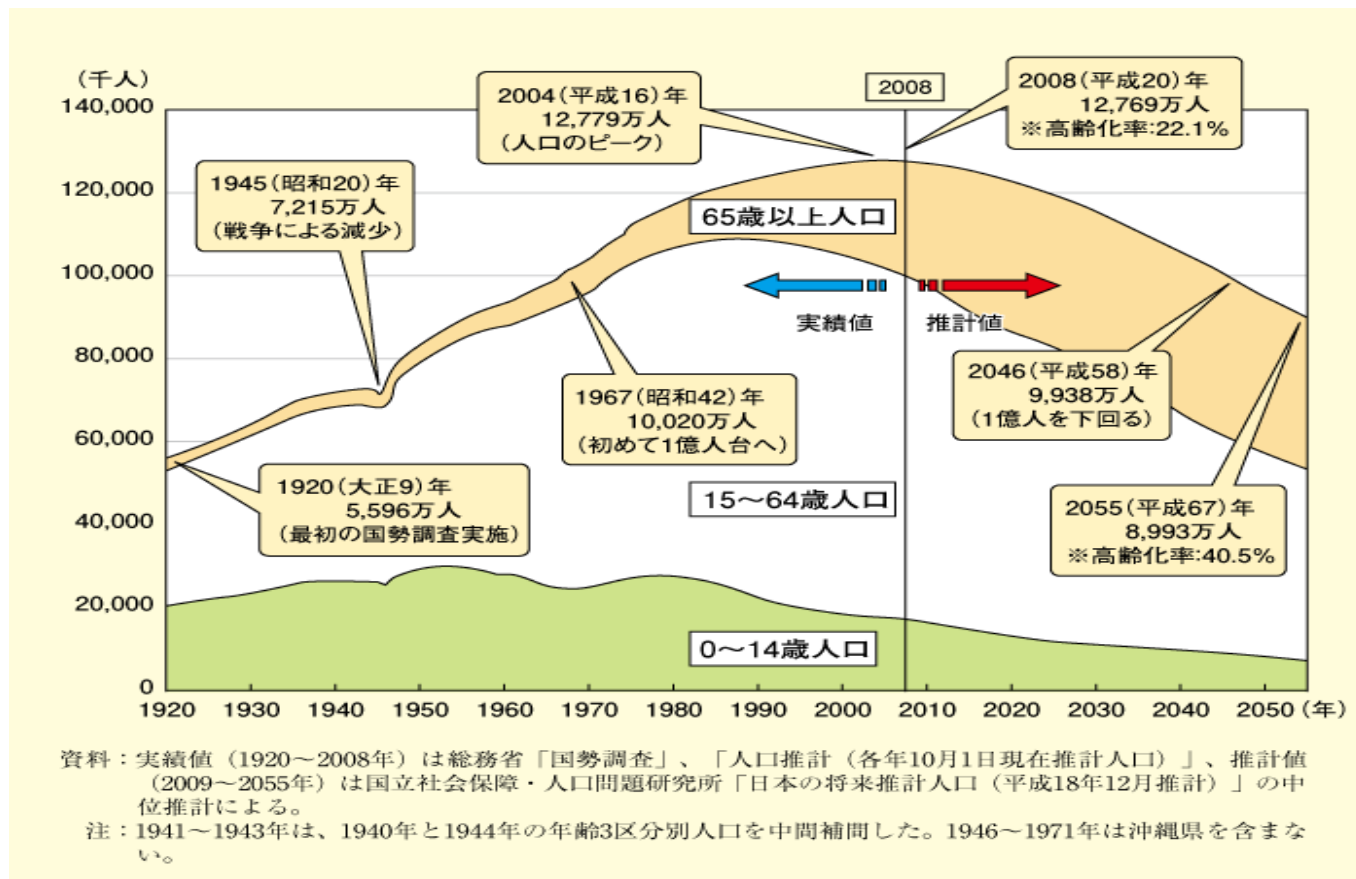 （千人）
140,000
120,000
100,000
80,000
60,000
40,000
20,000
0
2004（平成16）年
12,779万人
（人口のピーク）
2008
2008（平成20）年
12,769万人
※高齢化率:22.1%
1945（昭和20）年
7,215万人
（戦争による減少）
65歳以上人口
実績値
推計値
1967（昭和42）年
10,020万人
（初めて1億人台へ）
2046（平成58）年
9,938万人
（1億人を下回る）
1920（大正9）年
5,596万人
（最初の国勢調査実施）
15～64歳人口
2055（平成67）年
8,993万人
※高齢化率:40.5%
0～14歳人口
1920 1930 1940 1950 1960 1970 1980 1990 2000 2010 2020 2030 2040 2050（年）
資料：実績値（1920～2008年）は総務省「国勢調査」、「人口推計（各年10月1日現在推計人口）」、推計値
（2009～2055年）は国立社会保障・人口問題研究所「日本の将来推計人口（平成18年12月推計）」の中
位推計による。
注：1941～1943年は、1940年と1944年の年齢3区分別人口を中間補間した。1946～1971年は沖縄県を含まな
い。